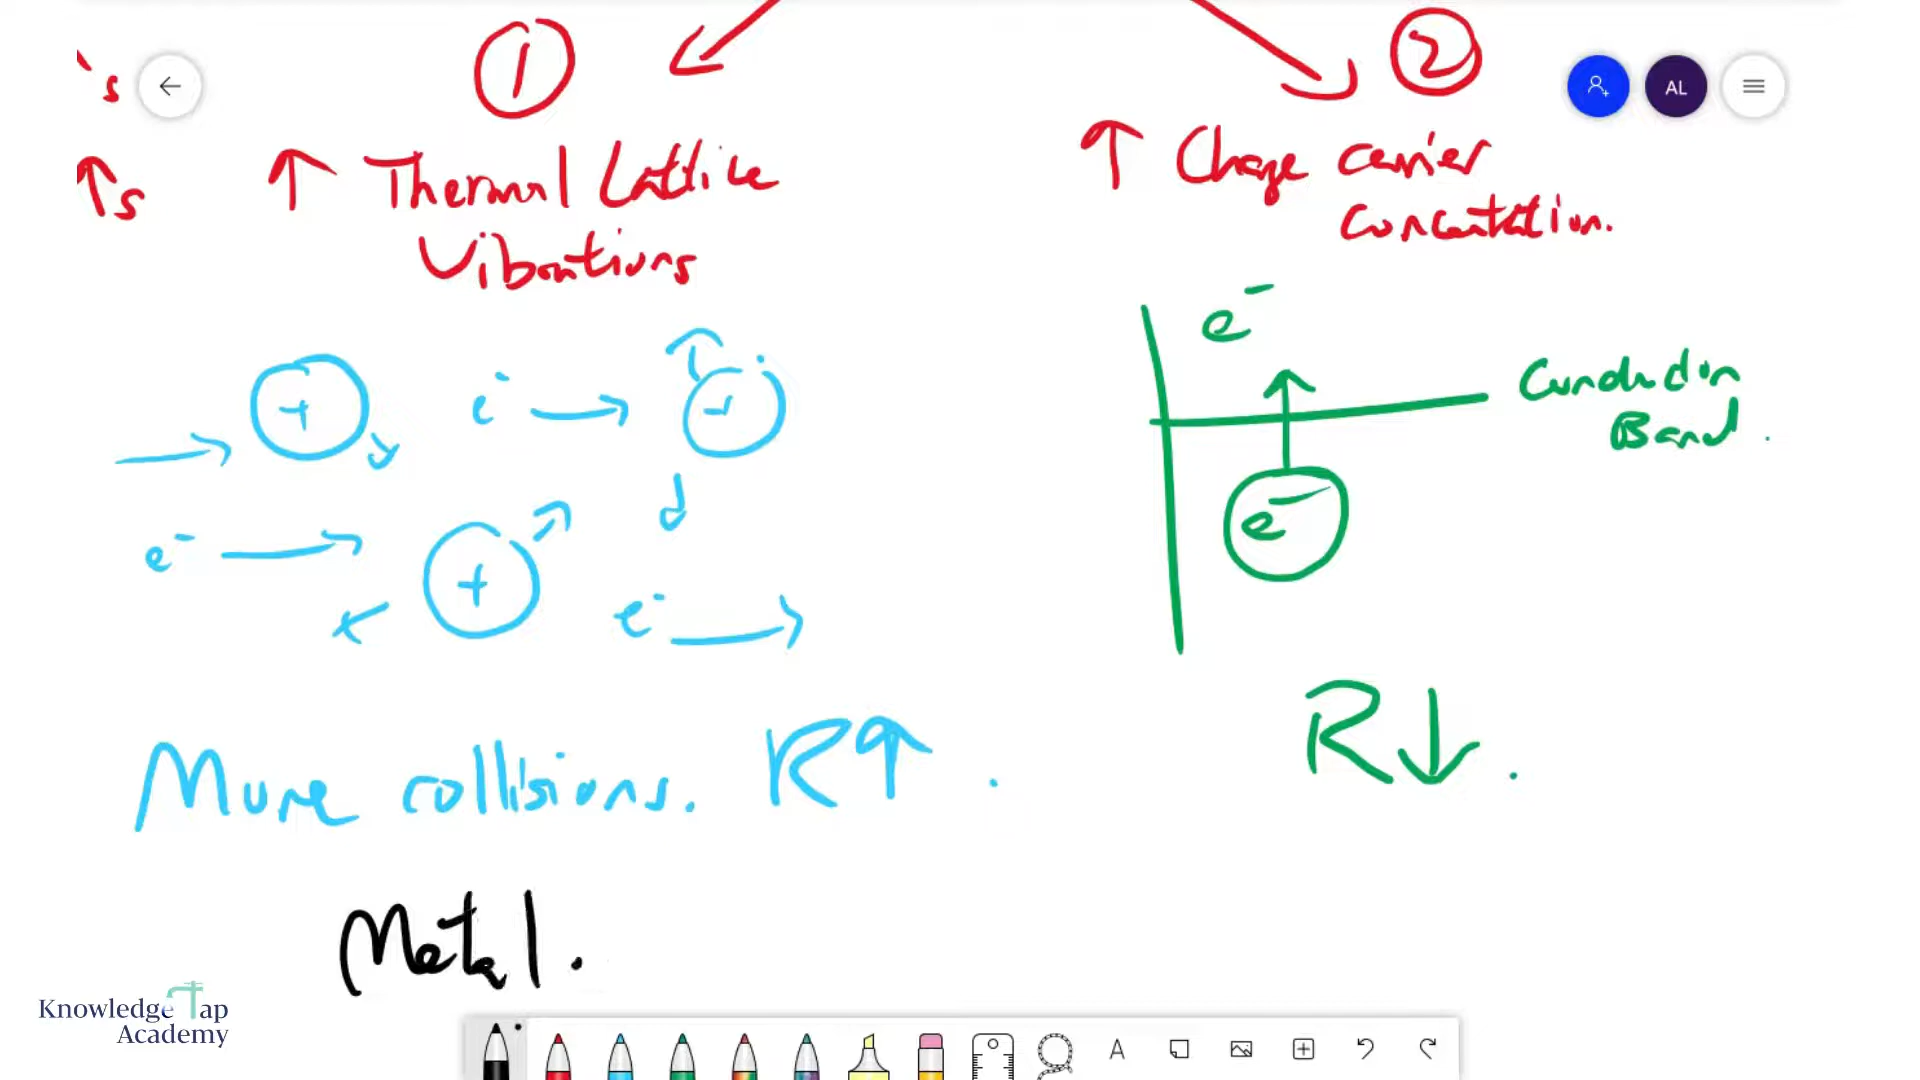 1
2
AL
's
↑s
↑ Thermal Lattice
Vibrations
↑ Charge carrier
Concentration.
+
e⁻ →
+
e⁻ →
+
e⁻ →
e⁻
e⁻
Conduction
Band.
More collisions. R↑.
R↓.
Metal.
Knowledge Tap
Academy
A